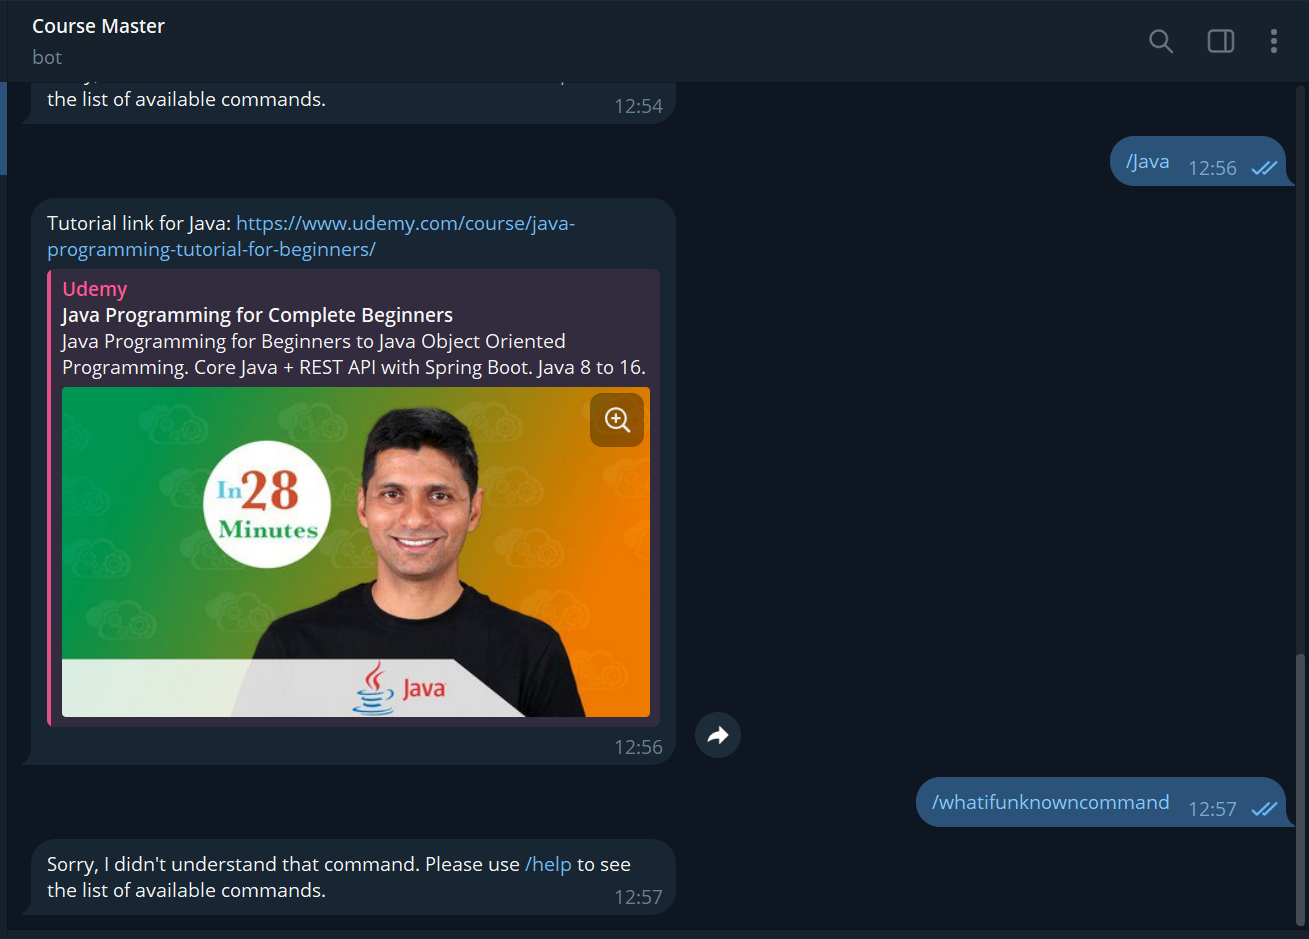 Course Master
bot
the list of available commands.
12:54
/Java 12:56
Tutorial link for Java: https://www.udemy.com/course/java-
programming-tutorial-for-beginners/
Udemy
Java Programming for Complete Beginners
Java Programming for Beginners to Java Object Oriented
Programming. Core Java + REST API with Spring Boot. Java 8 to 16.
In 28
Minutes
Java
12:56
/whatifunknowncommand 12:57
Sorry, I didn't understand that command. Please use /help to see
the list of available commands.
12:57